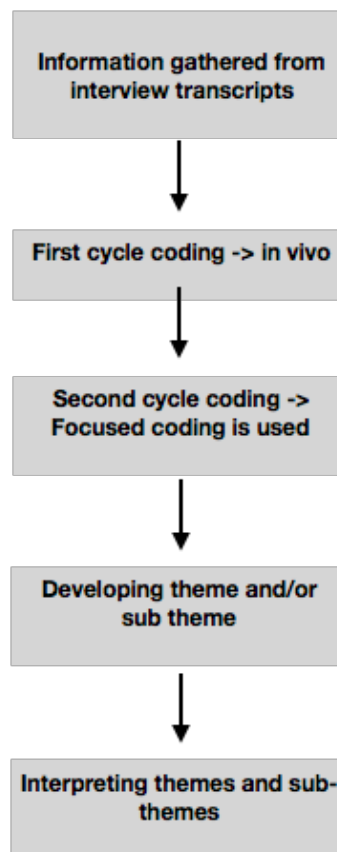 Information gathered from
interview transcripts
First cycle coding -> in vivo
Second cycle coding ->
Focused coding is used
Developing theme and/or
sub theme
Interpreting themes and sub-
themes